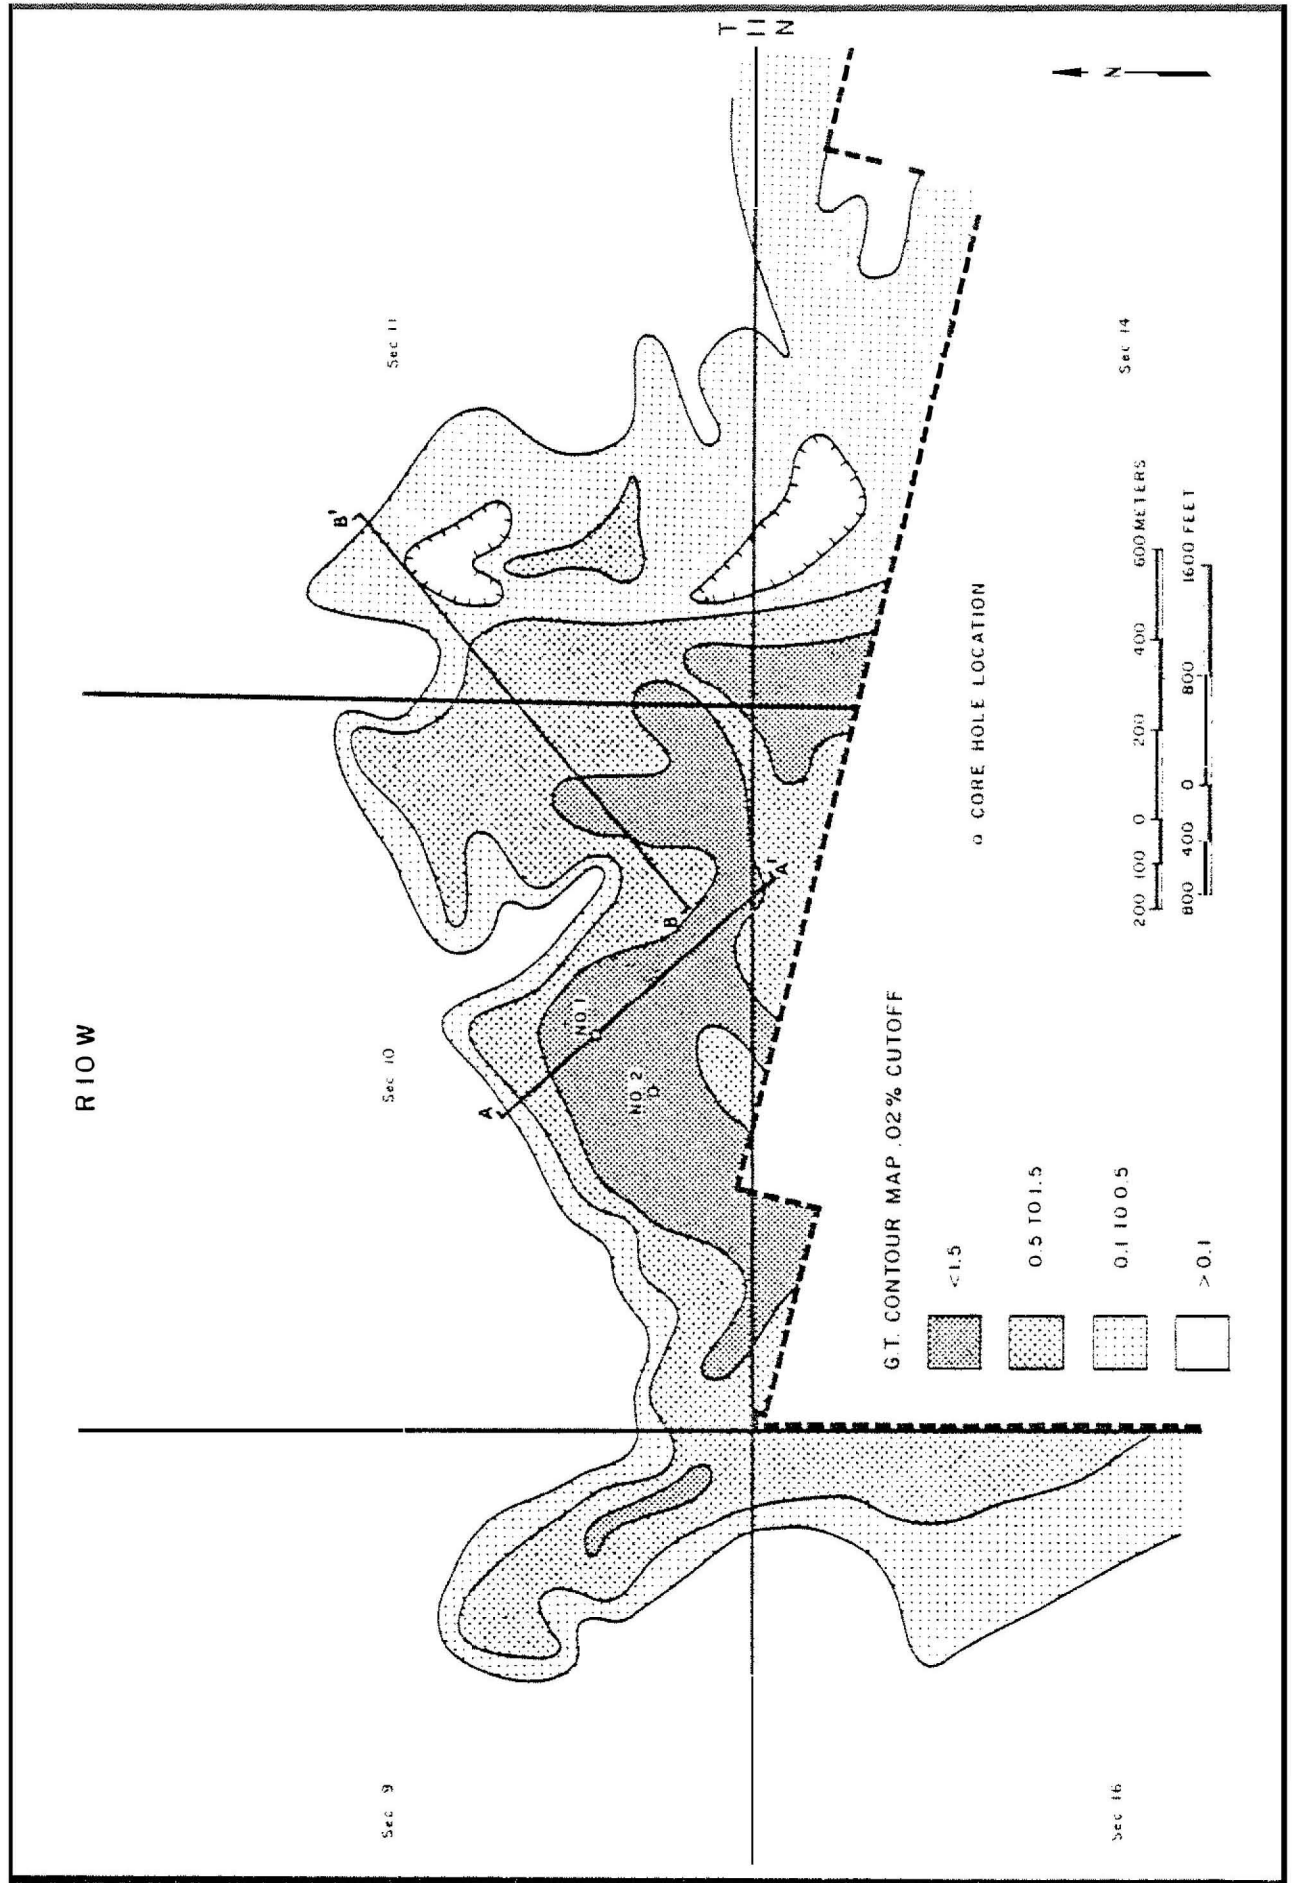 R10W
T
11
N
Sec 9
Sec 10
Sec 11
A
B'
NO. 1
NO. 2
B
A'
N
G.T. CONTOUR MAP .02% CUTOFF
<1.5
0.5 TO 1.5
0.1 TO 0.5
>0.1
o CORE HOLE LOCATION
200 100 0 200 400 600 METERS
800 400 0 800 1600 FEET
Sec 16
Sec 14